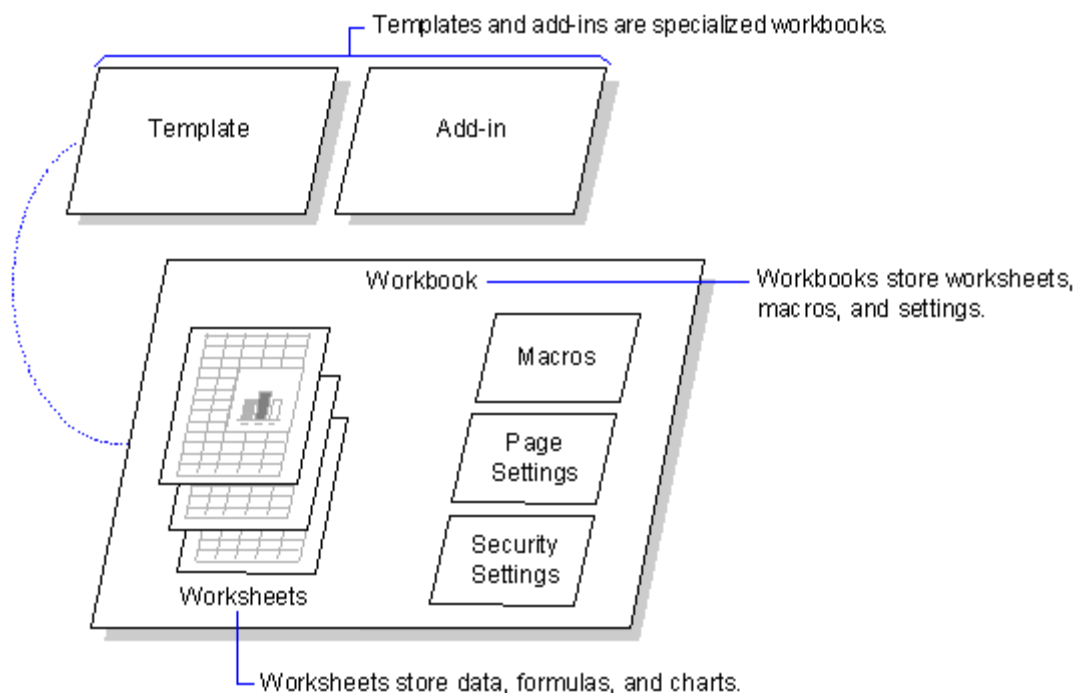 Templates and add-ins are specialized workbooks.
Template
Add-in
Workbook
Workbooks store worksheets,
macros, and settings.
Macros
Page
Settings
Security
Settings
Worksheets
Worksheets store data, formulas, and charts.